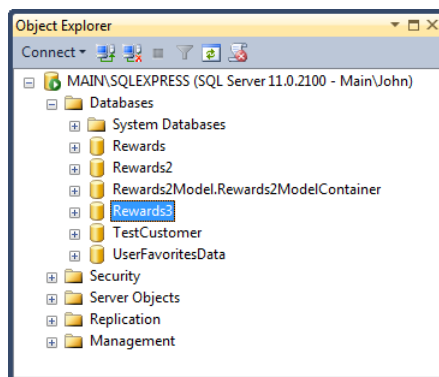 Object Explorer
Connect
MAIN\SQLEXPRESS (SQL Server 11.0.2100 - Main\John)
Databases
System Databases
Rewards
Rewards2
Rewards2Model.Rewards2ModelContainer
Rewards3
TestCustomer
UserFavoritesData
Security
Server Objects
Replication
Management